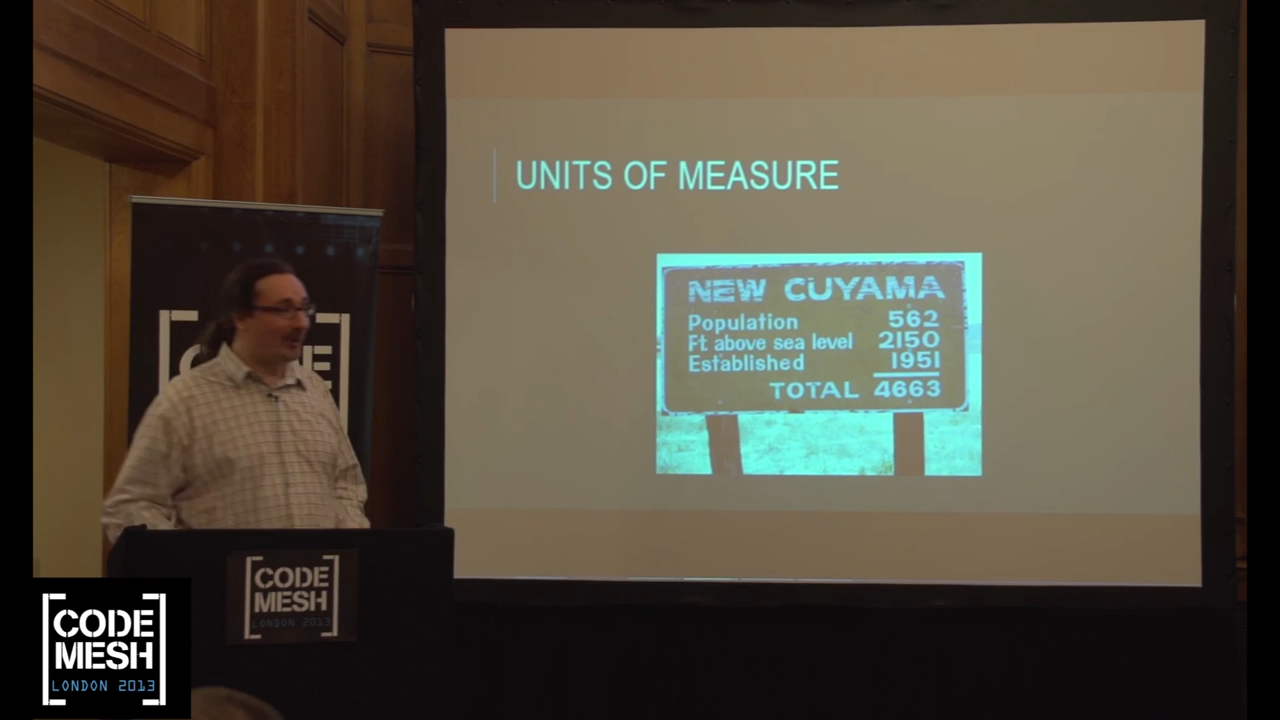 UNITS OF MEASURE
NEW CUYAMA
Population 562
Ft above sea level 2150
Established 1951
TOTAL 4663
CODE
MESH
LONDON 2013
CODE
MESH
LONDON 2013